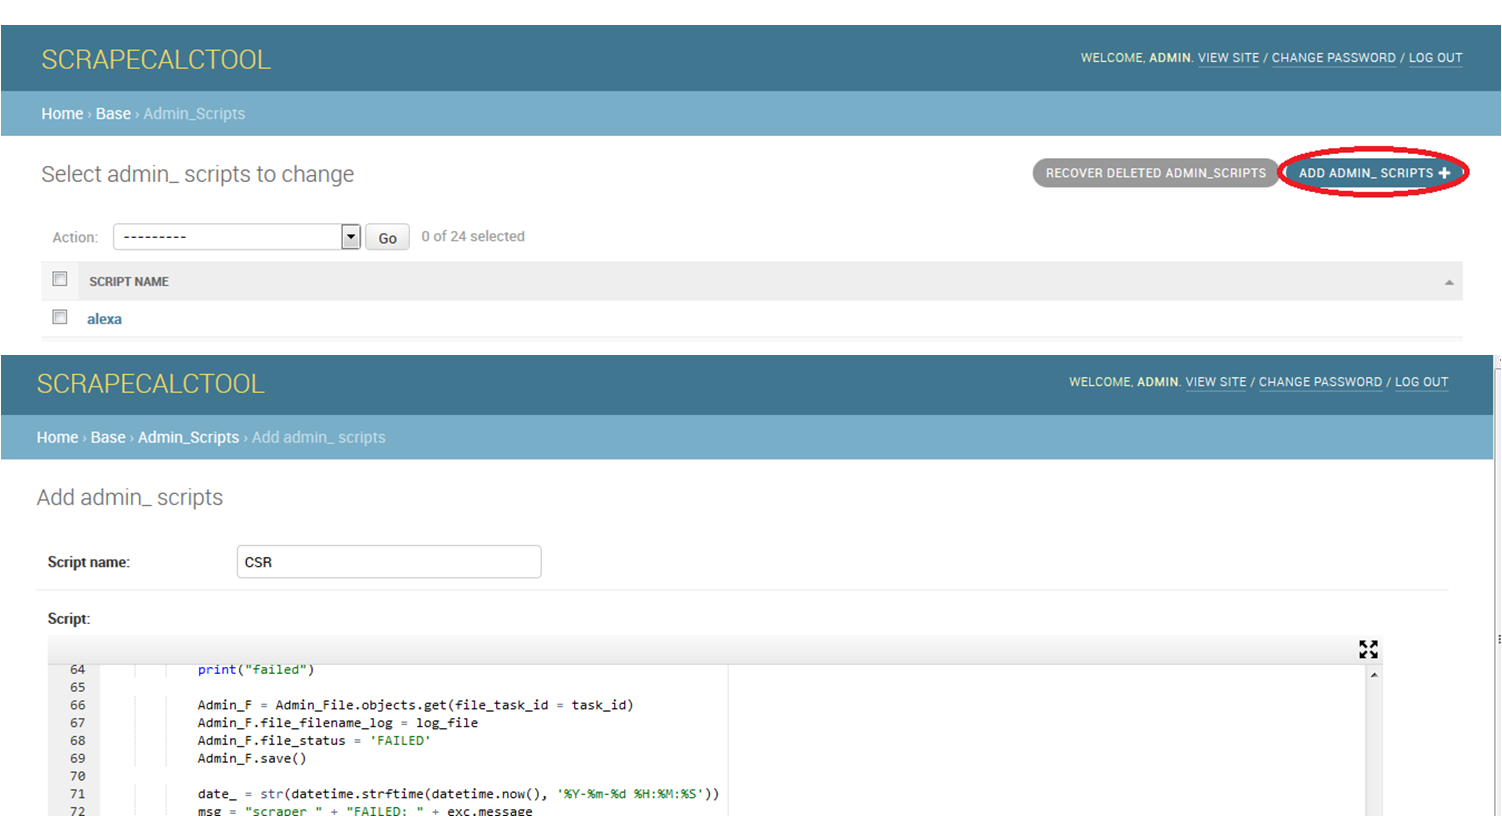 SCRAPECALCTOOL
WELCOME, ADMIN. VIEW SITE / CHANGE PASSWORD / LOG OUT
Home › Base › Admin_Scripts
Select admin_ scripts to change
RECOVER DELETED ADMIN_SCRIPTS
ADD ADMIN_ SCRIPTS +
Action: --------- Go 0 of 24 selected
SCRIPT NAME
alexa
SCRAPECALCTOOL
WELCOME, ADMIN. VIEW SITE / CHANGE PASSWORD / LOG OUT
Home › Base › Admin_Scripts › Add admin_ scripts
Add admin_ scripts
Script name: CSR
Script:
64 print("failed")
65
66 Admin_F = Admin_File.objects.get(file_task_id = task_id)
67 Admin_F.file_filename_log = log_file
68 Admin_F.file_status = 'FAILED'
69 Admin_F.save()
70
71 date_ = str(datetime.strftime(datetime.now(), '%Y-%m-%d %H:%M:%S'))
72 msg = "scraper " + "FAILED: " + exc.message